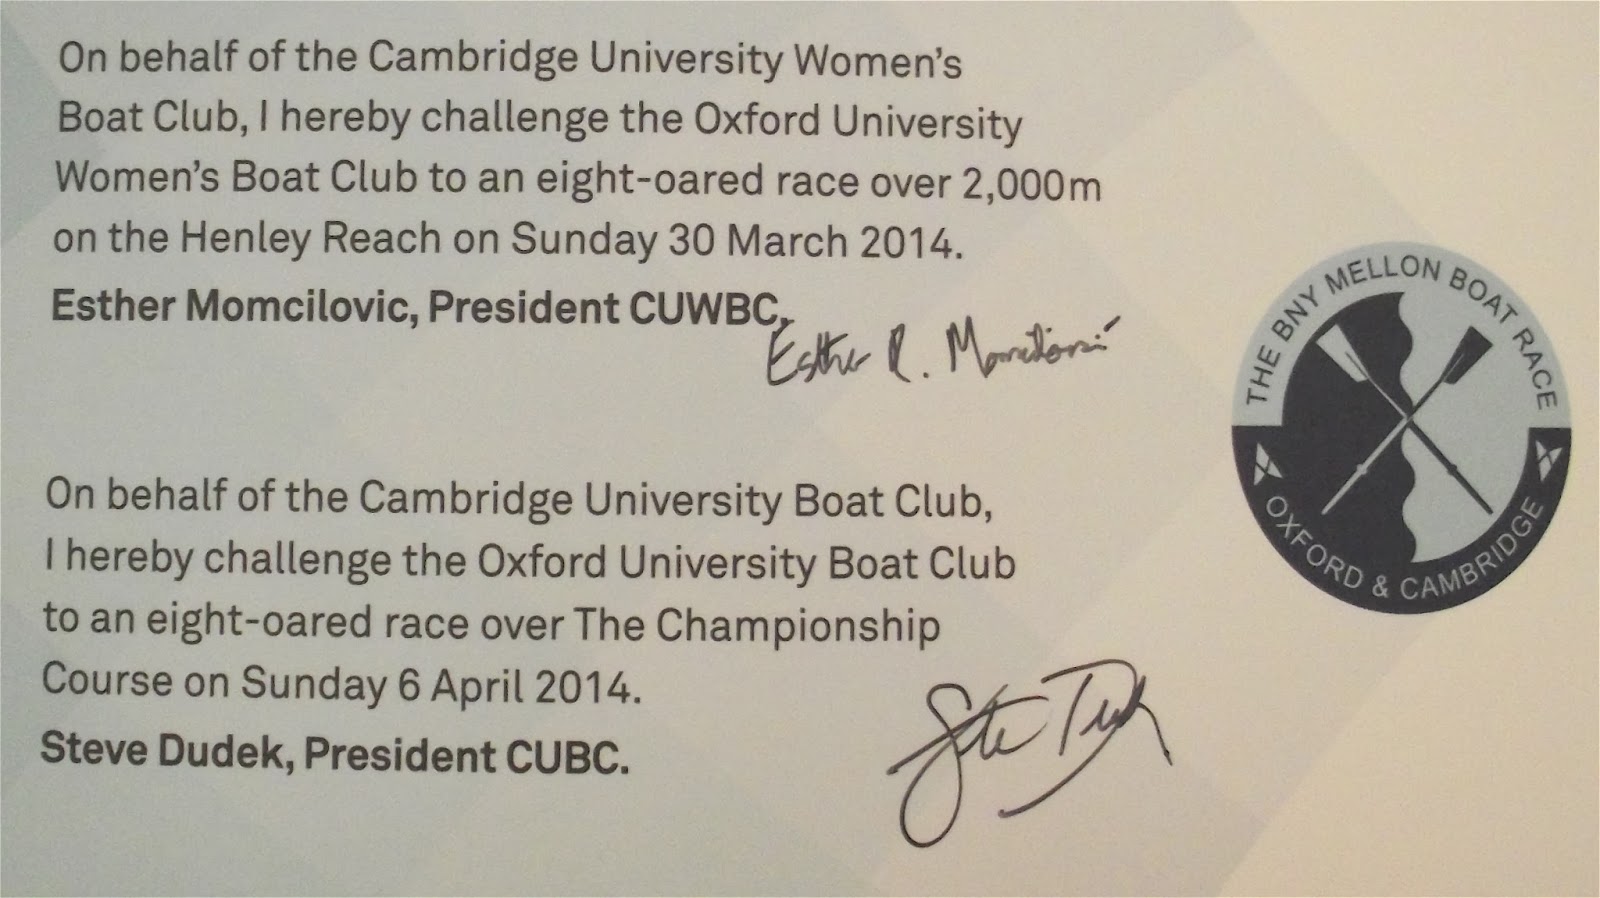 On behalf of the Cambridge University Women's
Boat Club, I hereby challenge the Oxford University
Women's Boat Club to an eight-oared race over 2,000m
on the Henley Reach on Sunday 30 March 2014.
Esther Momcilovic, President CUWBC.
Esther R. Momcilovic
THE BNY MELLON BOAT RACE
OXFORD & CAMBRIDGE
On behalf of the Cambridge University Boat Club,
I hereby challenge the Oxford University Boat Club
to an eight-oared race over The Championship
Course on Sunday 6 April 2014.
Steve Dudek, President CUBC.